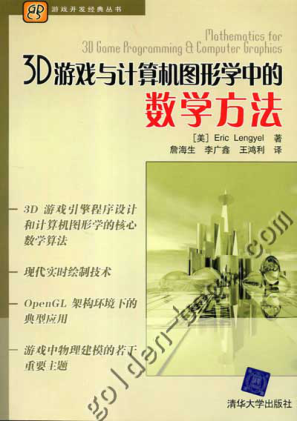 游戏开发经典丛书
Mathematics for
3D Game Programming & Computer Graphics
3D游戏与计算机图形学中的
数学方法
[美] Eric Lengyel 著
詹海生 李广鑫 王鸿利 译
3D 游戏引擎程序设计
和计算机图形学的核心
数学算法
现代实时绘制技术
OpenGL 架构环境下的
典型应用
游戏中物理建模的若干
重要主题
清华大学出版社